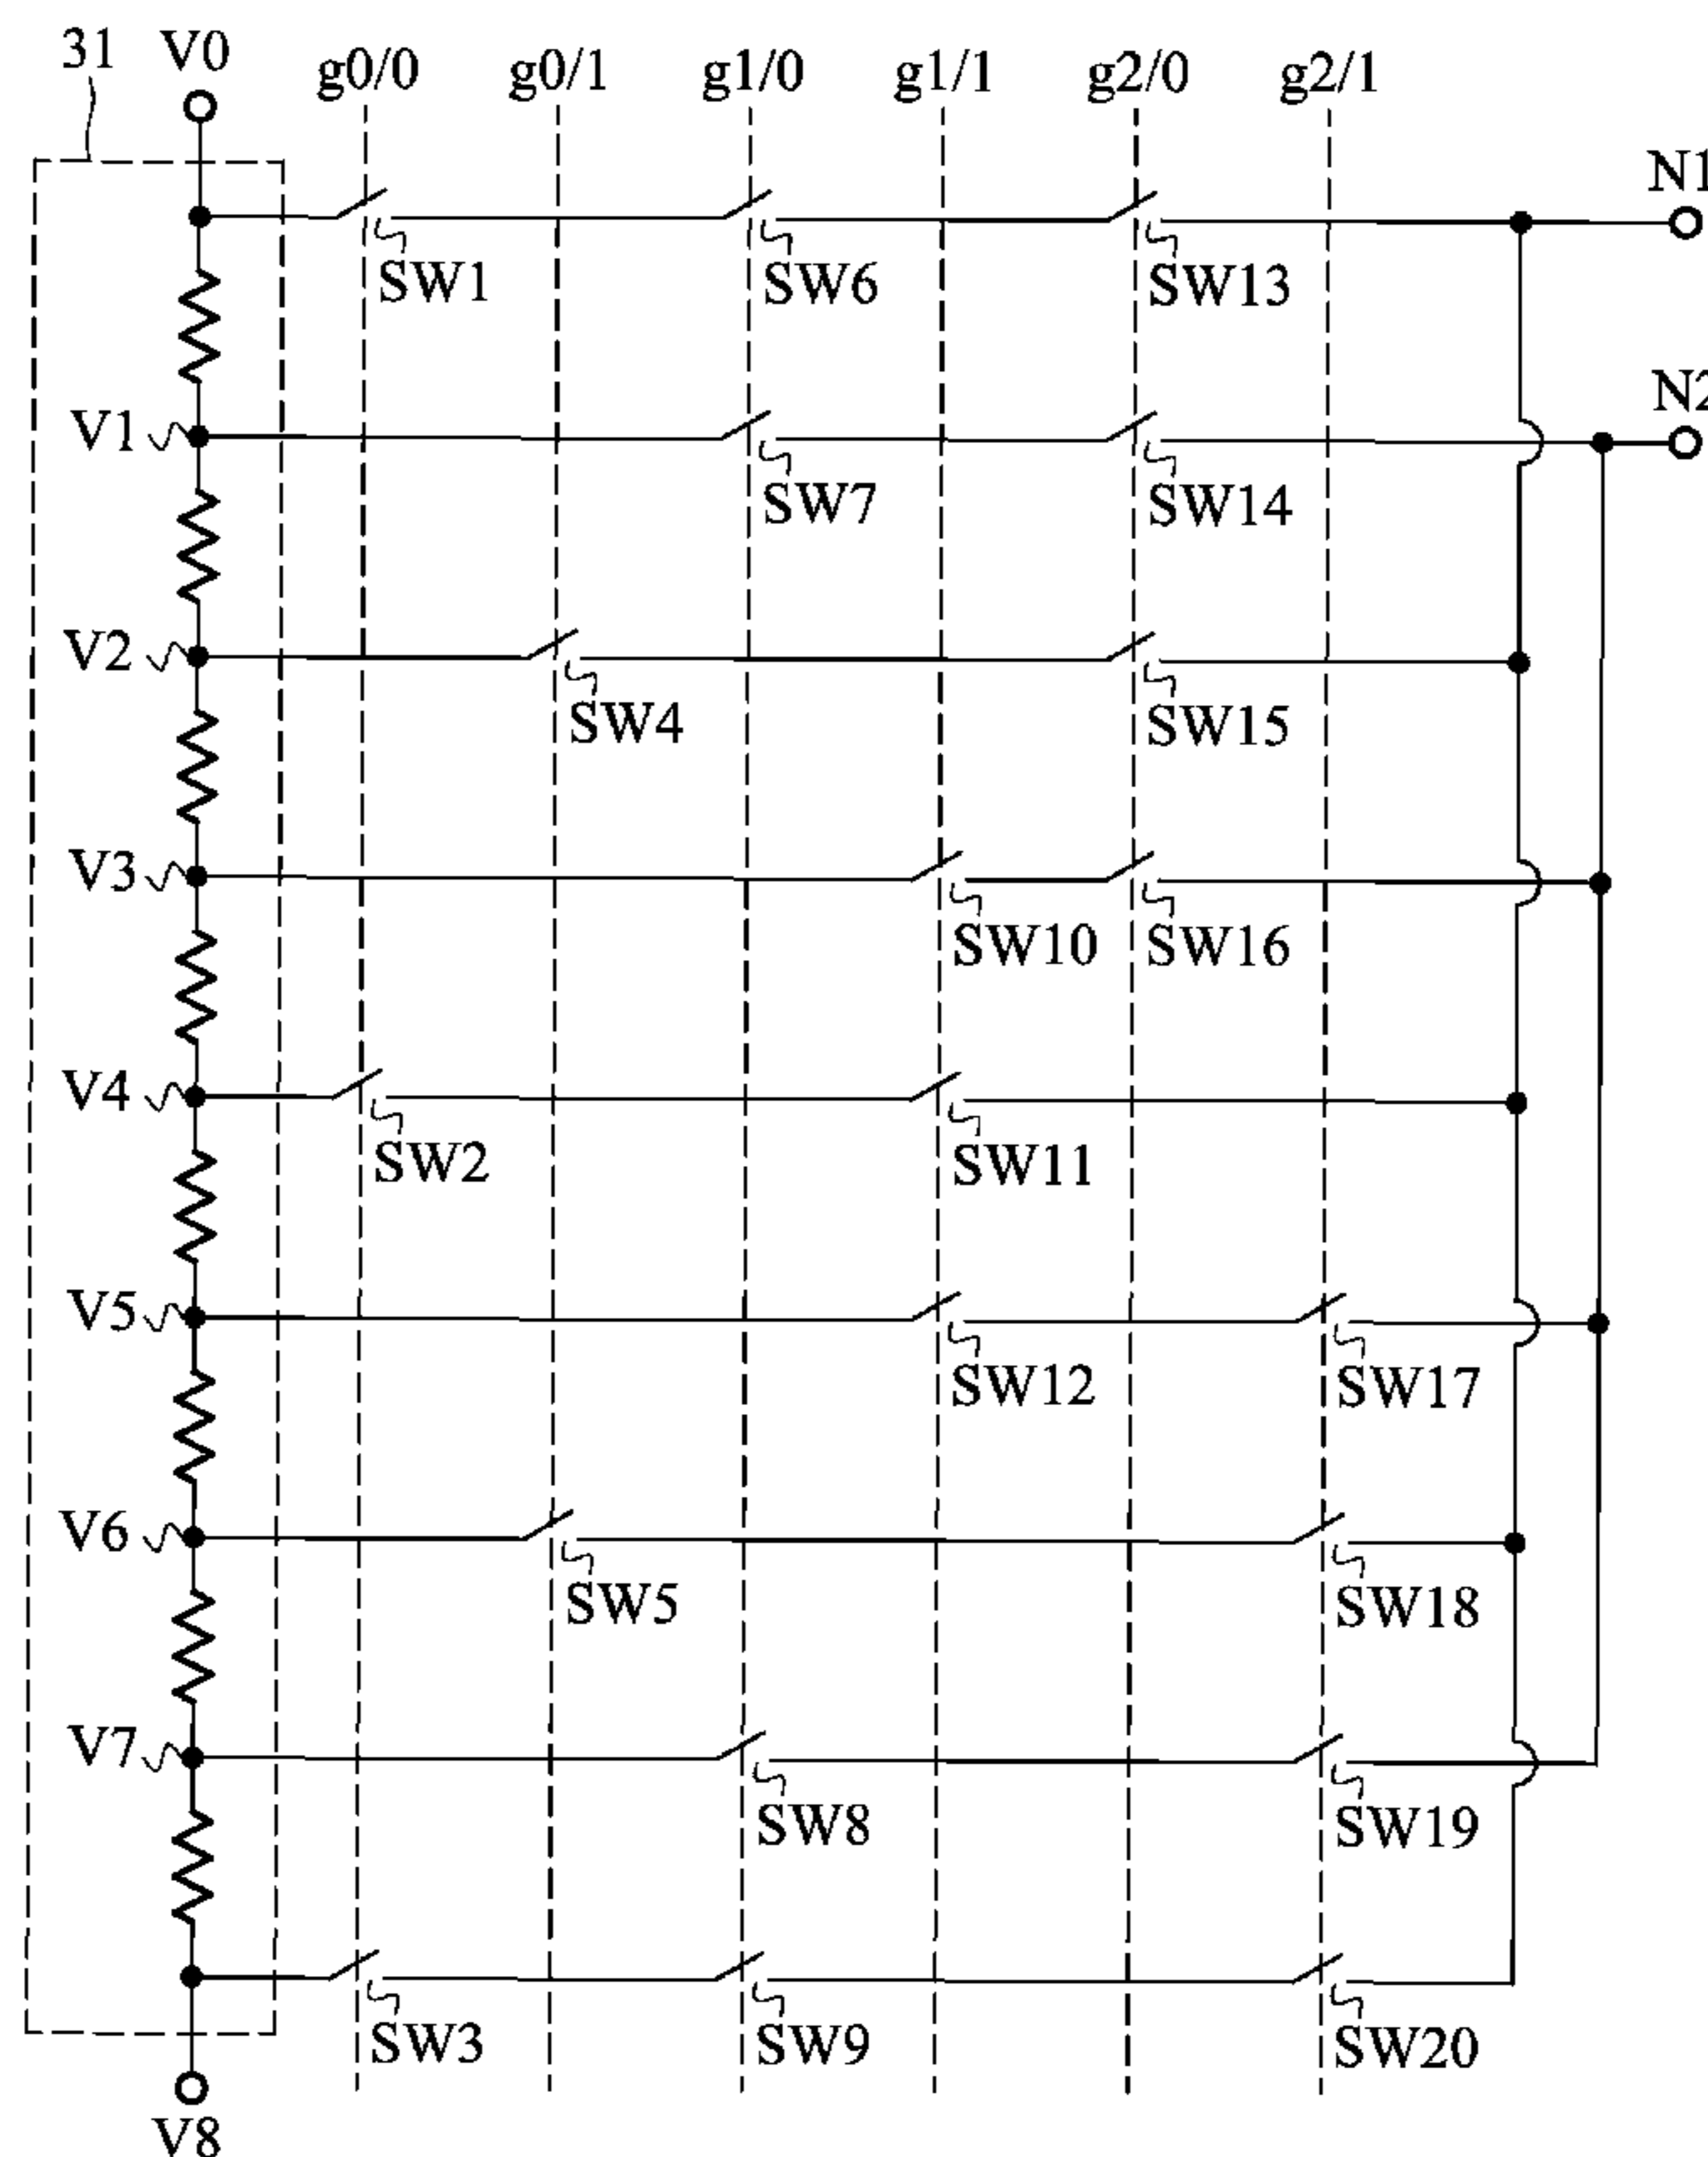 31 V0 g0/0 g0/1 g1/0 g1/1 g2/0 g2/1
N1
SW1 SW6 SW13
N2
V1
SW7 SW14
V2
SW4 SW15
V3
SW10 SW16
V4
SW2 SW11
V5
SW12 SW17
V6
SW5 SW18
V7
SW8 SW19
SW3 SW9 SW20
V8